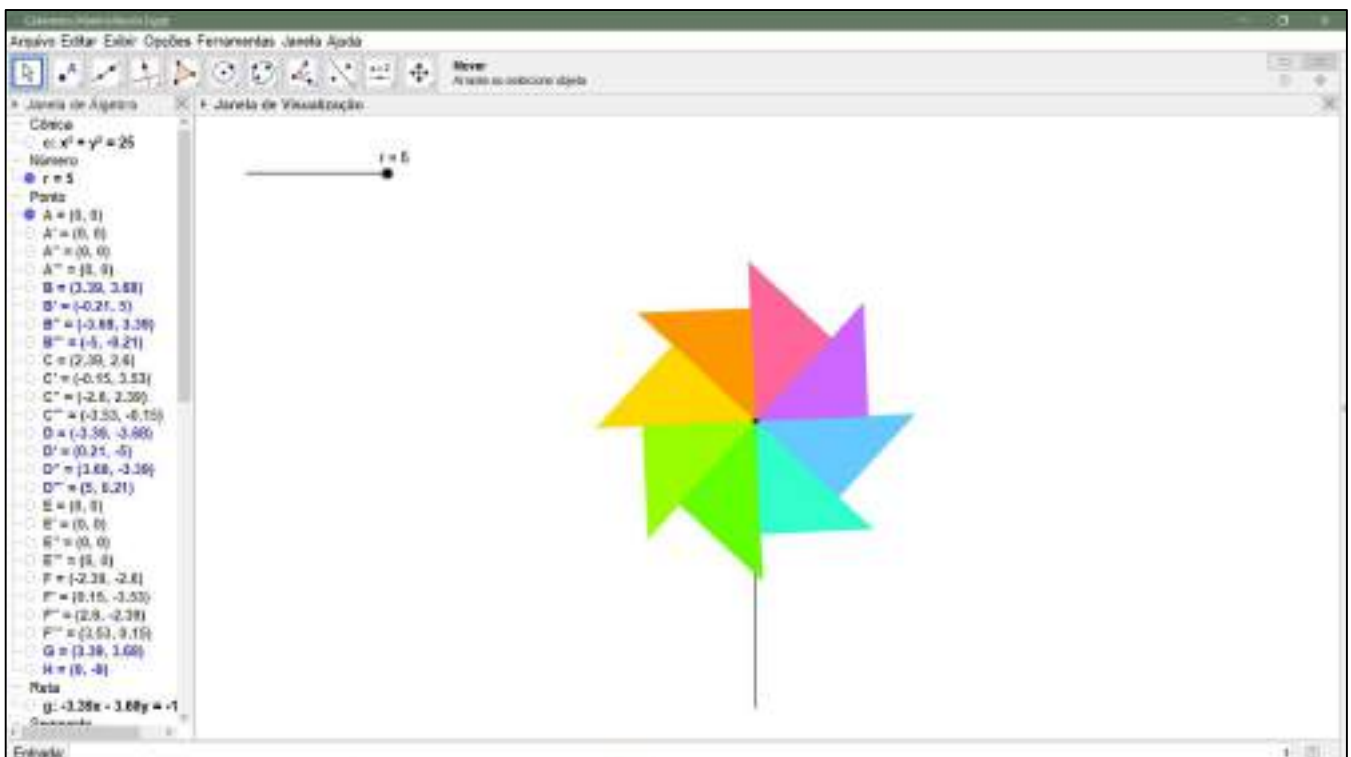 Arquivo Editar Exibir Opções Ferramentas Janela Ajuda
Mover
Arraste ou selecione objeto
Janela de Álgebra
Janela de Visualização
Cônica
c: x² + y² = 25
Número
r = 5
Ponto
A = (0, 0)
A' = (0, 0)
A'' = (0, 0)
A''' = (0, 0)
B = (3.39, 3.68)
B' = (-0.21, 5)
B'' = (-3.68, 3.39)
B''' = (-5, -0.21)
C = (2.39, 2.6)
C' = (-0.15, 3.53)
C'' = (-2.6, 2.39)
C''' = (-3.53, -0.15)
D = (-3.39, -3.68)
D' = (0.21, -5)
D'' = (3.68, -3.39)
D''' = (5, 0.21)
E = (0, 0)
E' = (0, 0)
E'' = (0, 0)
E''' = (0, 0)
F = (-2.39, -2.6)
F' = (0.15, -3.53)
F'' = (2.6, -2.39)
F''' = (3.53, 0.15)
G = (3.39, 3.68)
H = (0, -8)
Reta
g: -3.39x - 3.68y = -1
Segmento
r = 5
Entrada: